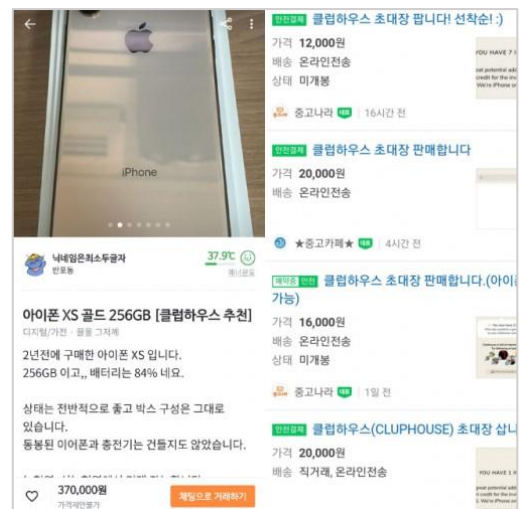 iPhone
닉네임은최소두글자
반포동
37.9℃
매너온도
아이폰 XS 골드 256GB [클럽하우스 추천]
디지털/가전 · 끌올 그저께
2년전에 구매한 아이폰 XS 입니다.
256GB 이고,, 배터리는 84% 네요.
상태는 전반적으로 좋고 박스 구성은 그대로
있습니다.
동봉된 이어폰과 충전기는 건들지도 않았습니다.
370,000원
가격제안불가
채팅으로 거래하기
안전결제 클럽하우스 초대장 팝니다! 선착순! :)
가격 12,000원
배송 온라인전송
상태 미개봉
YOU HAVE 7 I
중고나라 대표 16시간 전
안전결제 클럽하우스 초대장 판매합니다
가격 20,000원
배송 온라인전송
★중고카페★ 대표 4시간 전
예약중 안전 클럽하우스 초대장 판매합니다.(아이
가능)
가격 16,000원
배송 온라인전송
상태 미개봉
중고나라 대표 1일 전
안전결제 클럽하우스(CLUPHOUSE) 초대장 삽니
가격 20,000원
배송 직거래, 온라인전송
YOU HAVE 1